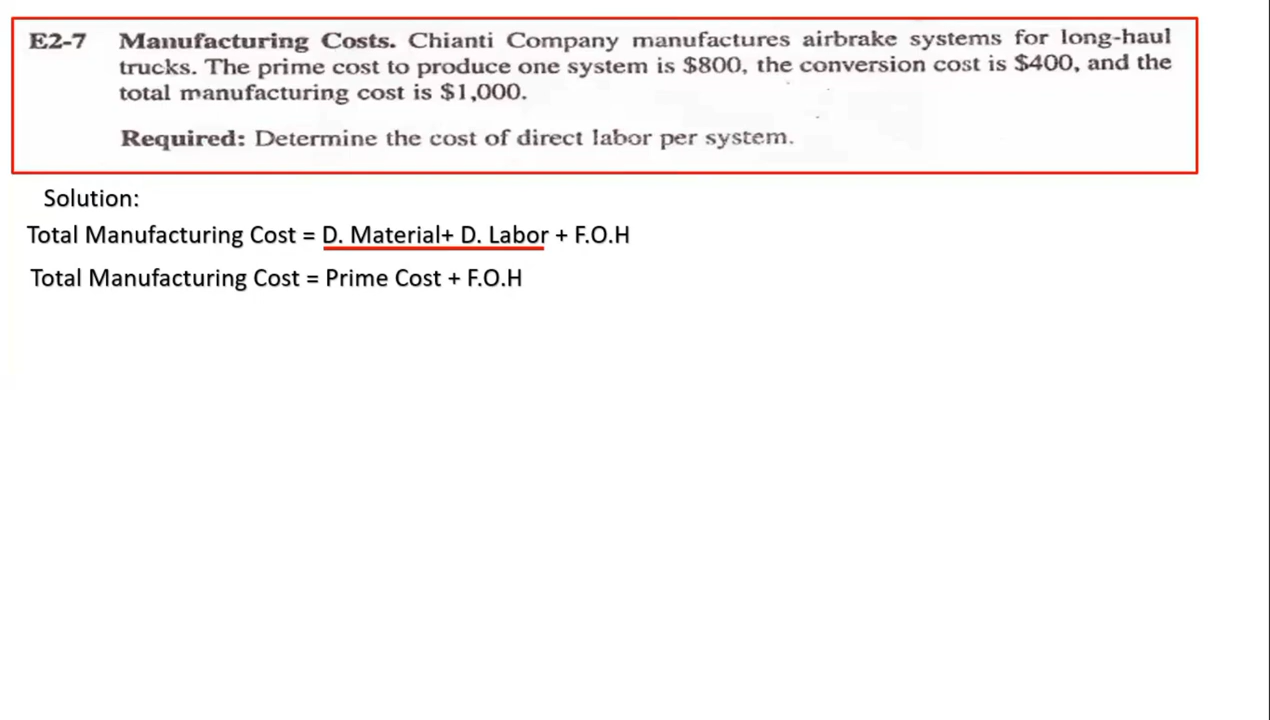 E2-7 Manufacturing Costs. Chianti Company manufactures airbrake systems for long-haul
trucks. The prime cost to produce one system is $800, the conversion cost is $400, and the
total manufacturing cost is $1,000.
Required: Determine the cost of direct labor per system.
Solution:
Total Manufacturing Cost = D. Material+ D. Labor + F.O.H
Total Manufacturing Cost = Prime Cost + F.O.H